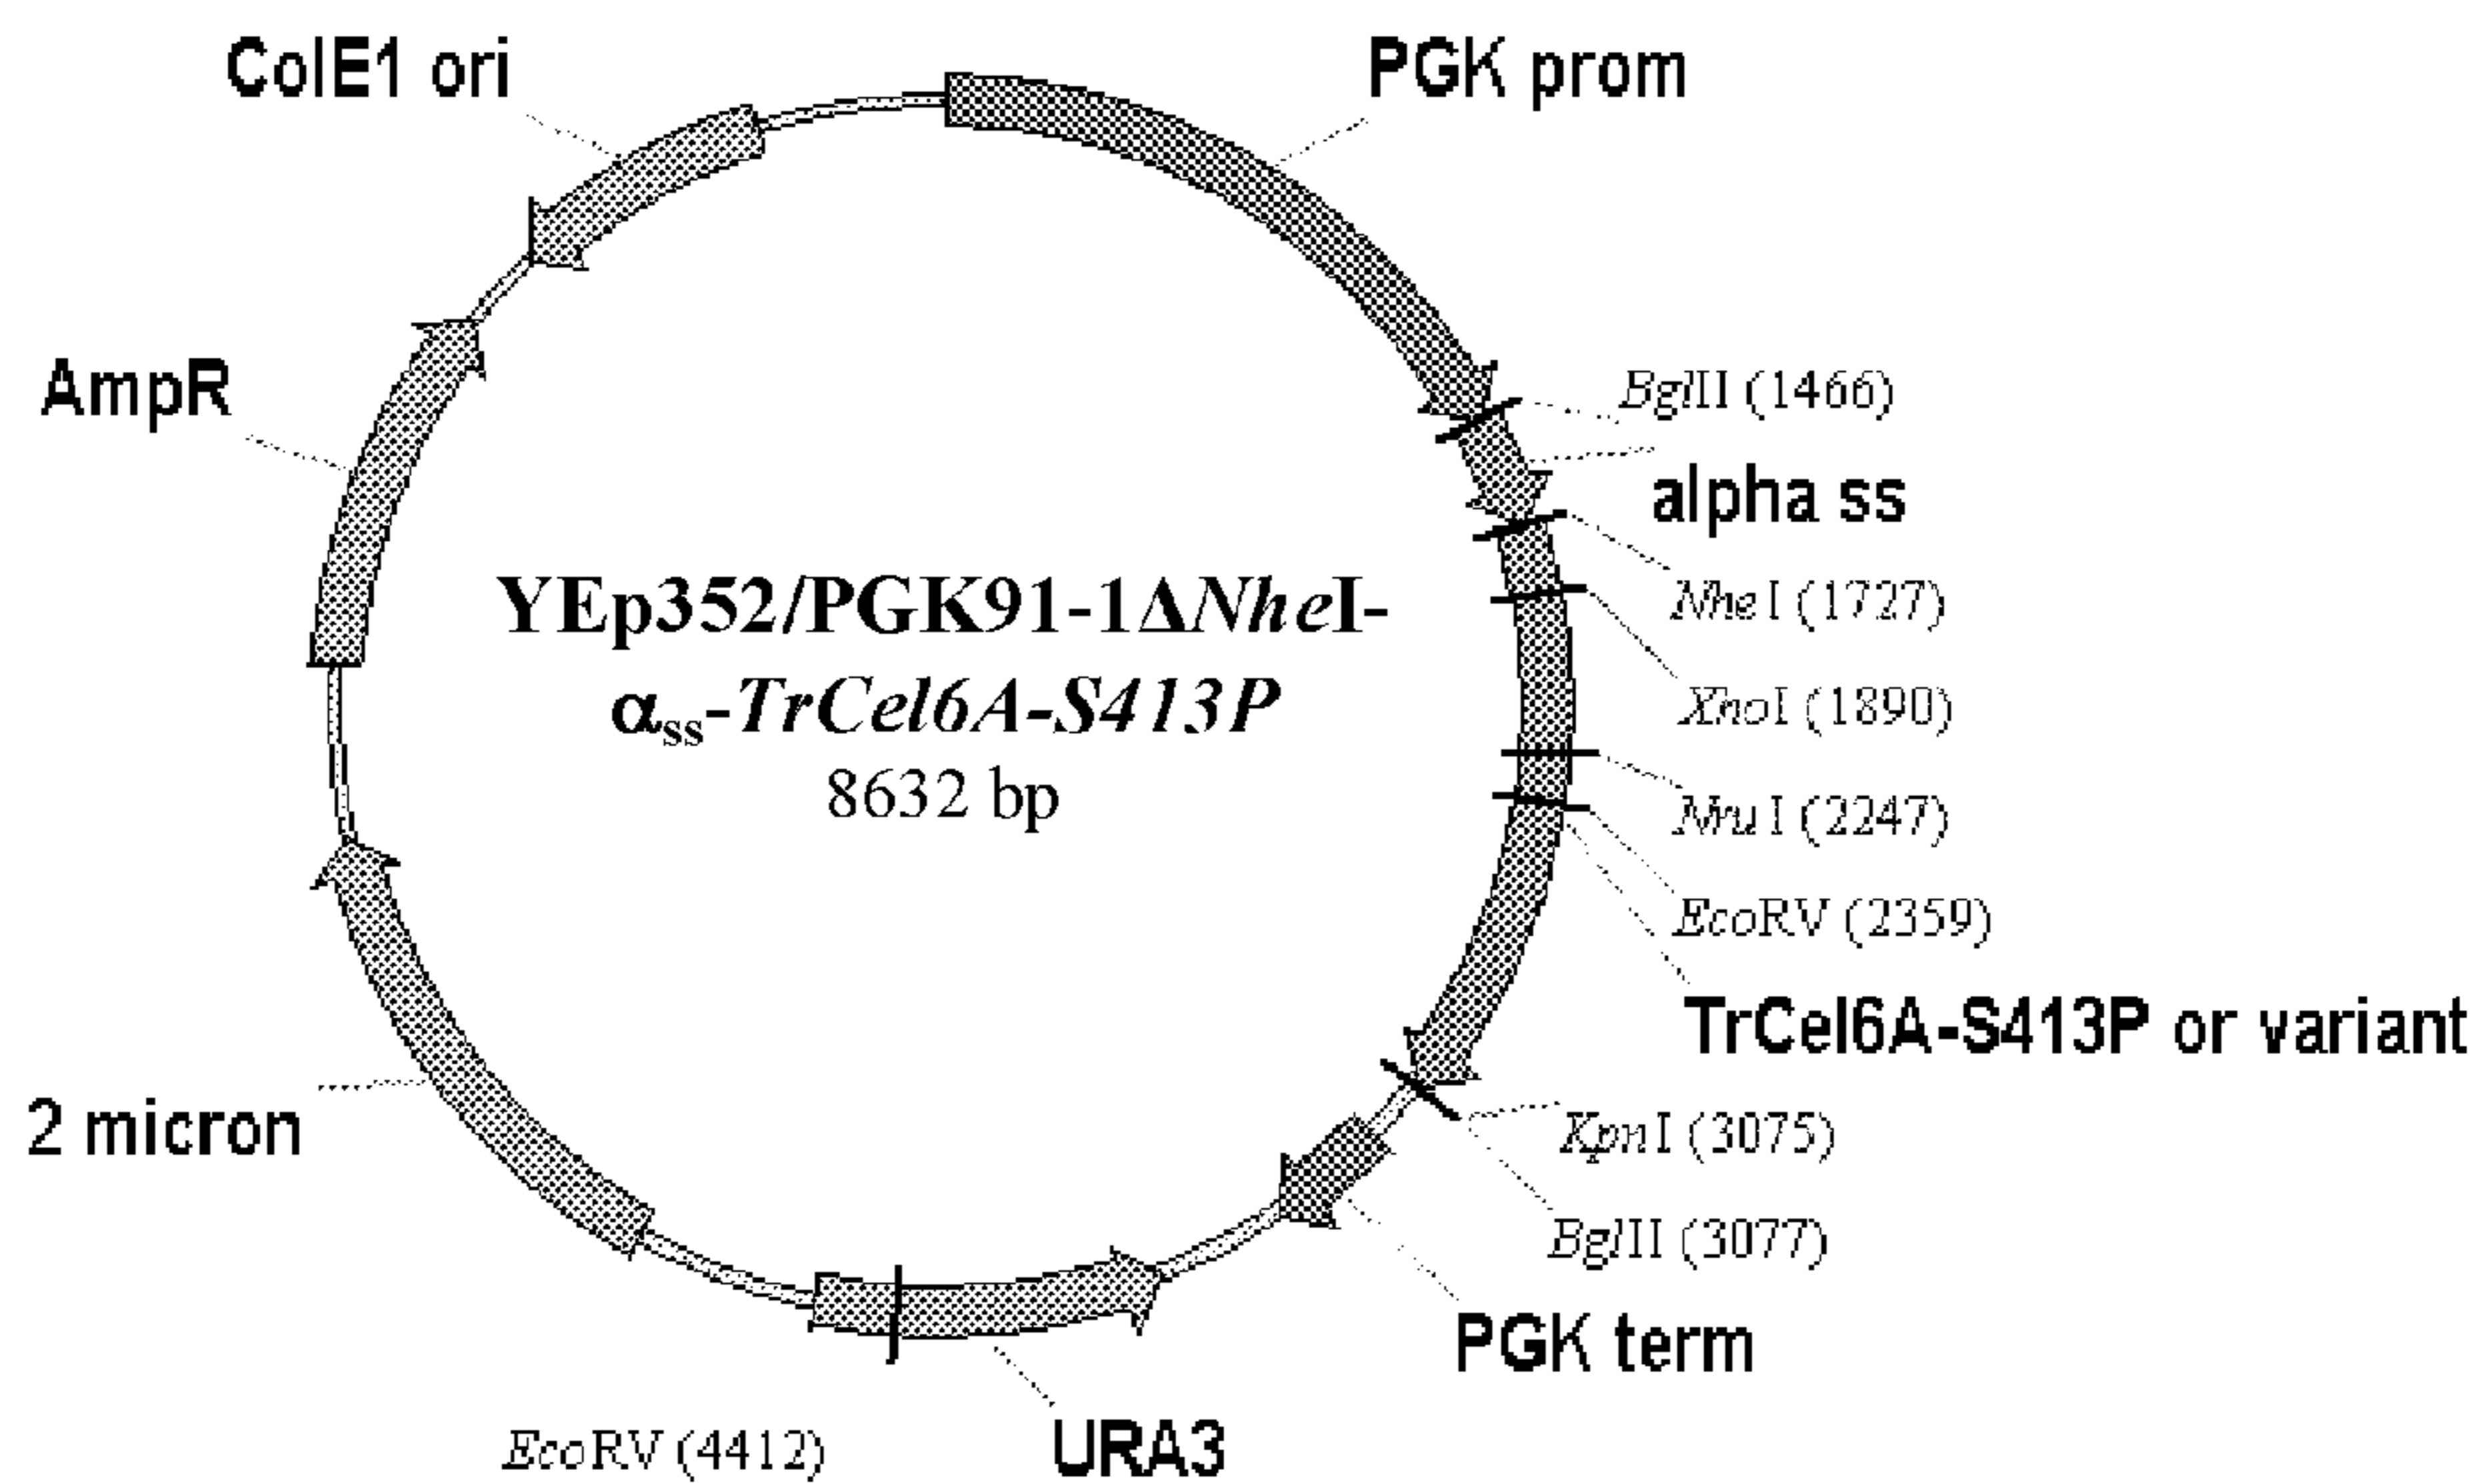 ColE1 ori
PGK prom
AmpR
BglII (1466)
alpha ss
NheI (1727)
XhoI (1890)
NruI (2247)
EcoRV (2359)
TrCel6A-S413P or variant
KpnI (3075)
BglII (3077)
PGK term
URA3
EcoRV (4412)
2 micron
YEp352/PGK91-1ΔNheI-
αss-TrCel6A-S413P
8632 bp